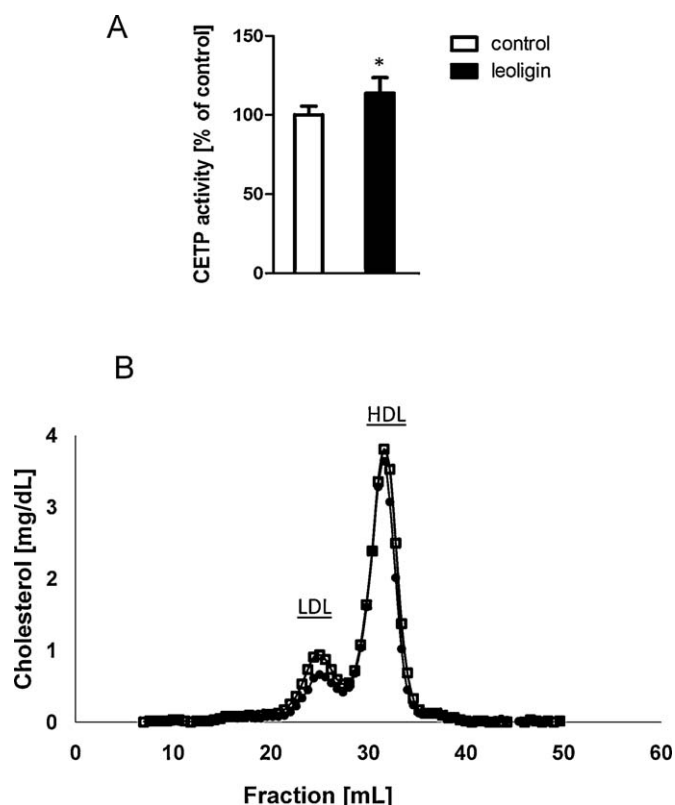 A
CETP activity [% of control]
150
100
50
0
*
control
leoligin
B
Cholesterol [mg/dL]
4
3
2
1
0
LDL
HDL
0 10 20 30 40 50 60
Fraction [mL]